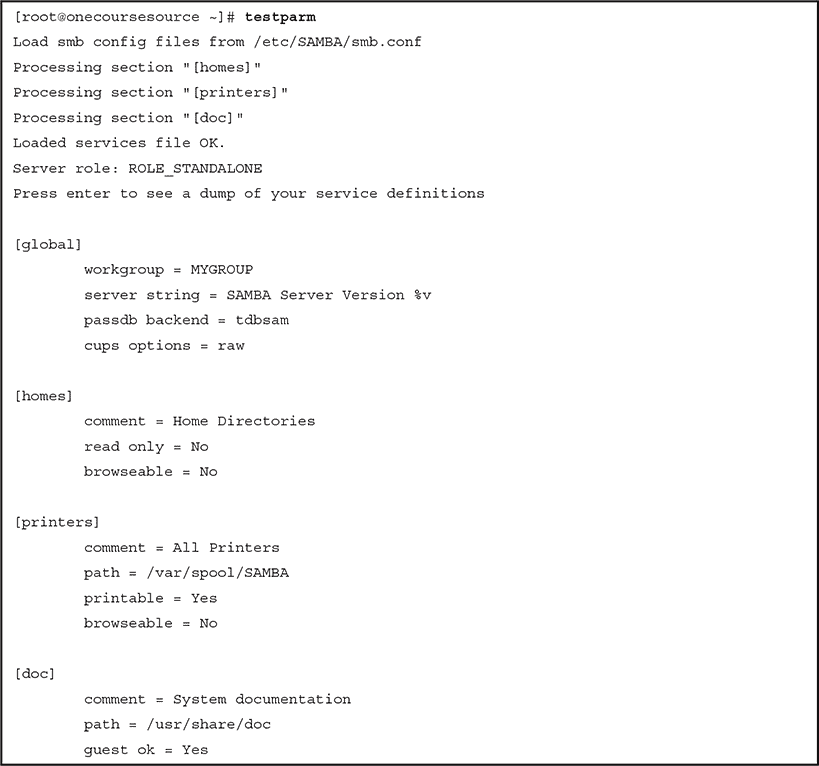 [root@onecoursesource ~]# testparm
Load smb config files from /etc/SAMBA/smb.conf
Processing section "[homes]"
Processing section "[printers]"
Processing section "[doc]"
Loaded services file OK.
Server role: ROLE_STANDALONE
Press enter to see a dump of your service definitions

[global]
        workgroup = MYGROUP
        server string = SAMBA Server Version %v
        passdb backend = tdbsam
        cups options = raw

[homes]
        comment = Home Directories
        read only = No
        browseable = No

[printers]
        comment = All Printers
        path = /var/spool/SAMBA
        printable = Yes
        browseable = No

[doc]
        comment = System documentation
        path = /usr/share/doc
        guest ok = Yes